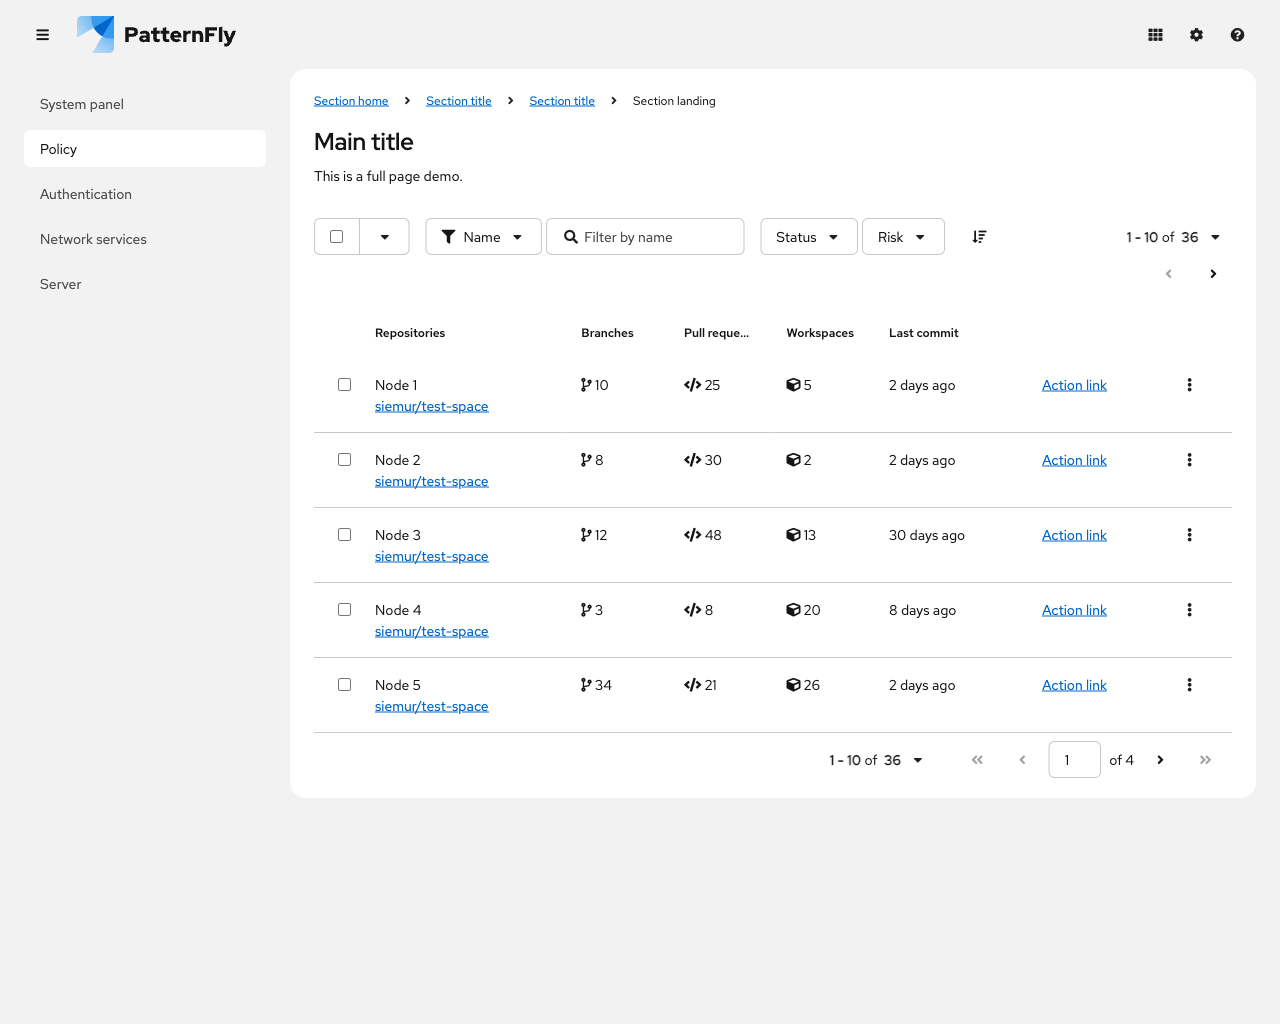 PatternFly
System panel
Policy
Authentication
Network services
Server
Section home
Section title
Section title
Section landing
Main title
This is a full page demo.
Name
Filter by name
Status
Risk
1 - 10 of 36
Repositories
Branches
Pull reque...
Workspaces
Last commit
Node 1
siemur/test-space
10
25
5
2 days ago
Action link
Node 2
siemur/test-space
8
30
2
2 days ago
Action link
Node 3
siemur/test-space
12
48
13
30 days ago
Action link
Node 4
siemur/test-space
3
8
20
8 days ago
Action link
Node 5
siemur/test-space
34
21
26
2 days ago
Action link
1 - 10 of 36
1
of 4